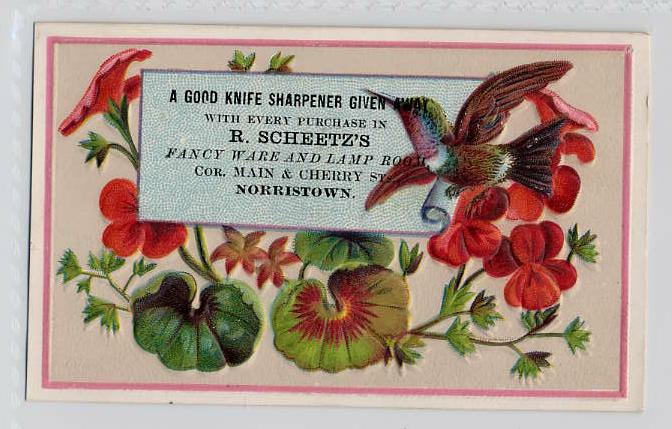 A GOOD KNIFE SHARPENER GIVEN AWAY
WITH EVERY PURCHASE IN
R. SCHEETZ'S
FANCY WARE AND LAMP ROOM,
COR. MAIN & CHERRY STS.
NORRISTOWN.